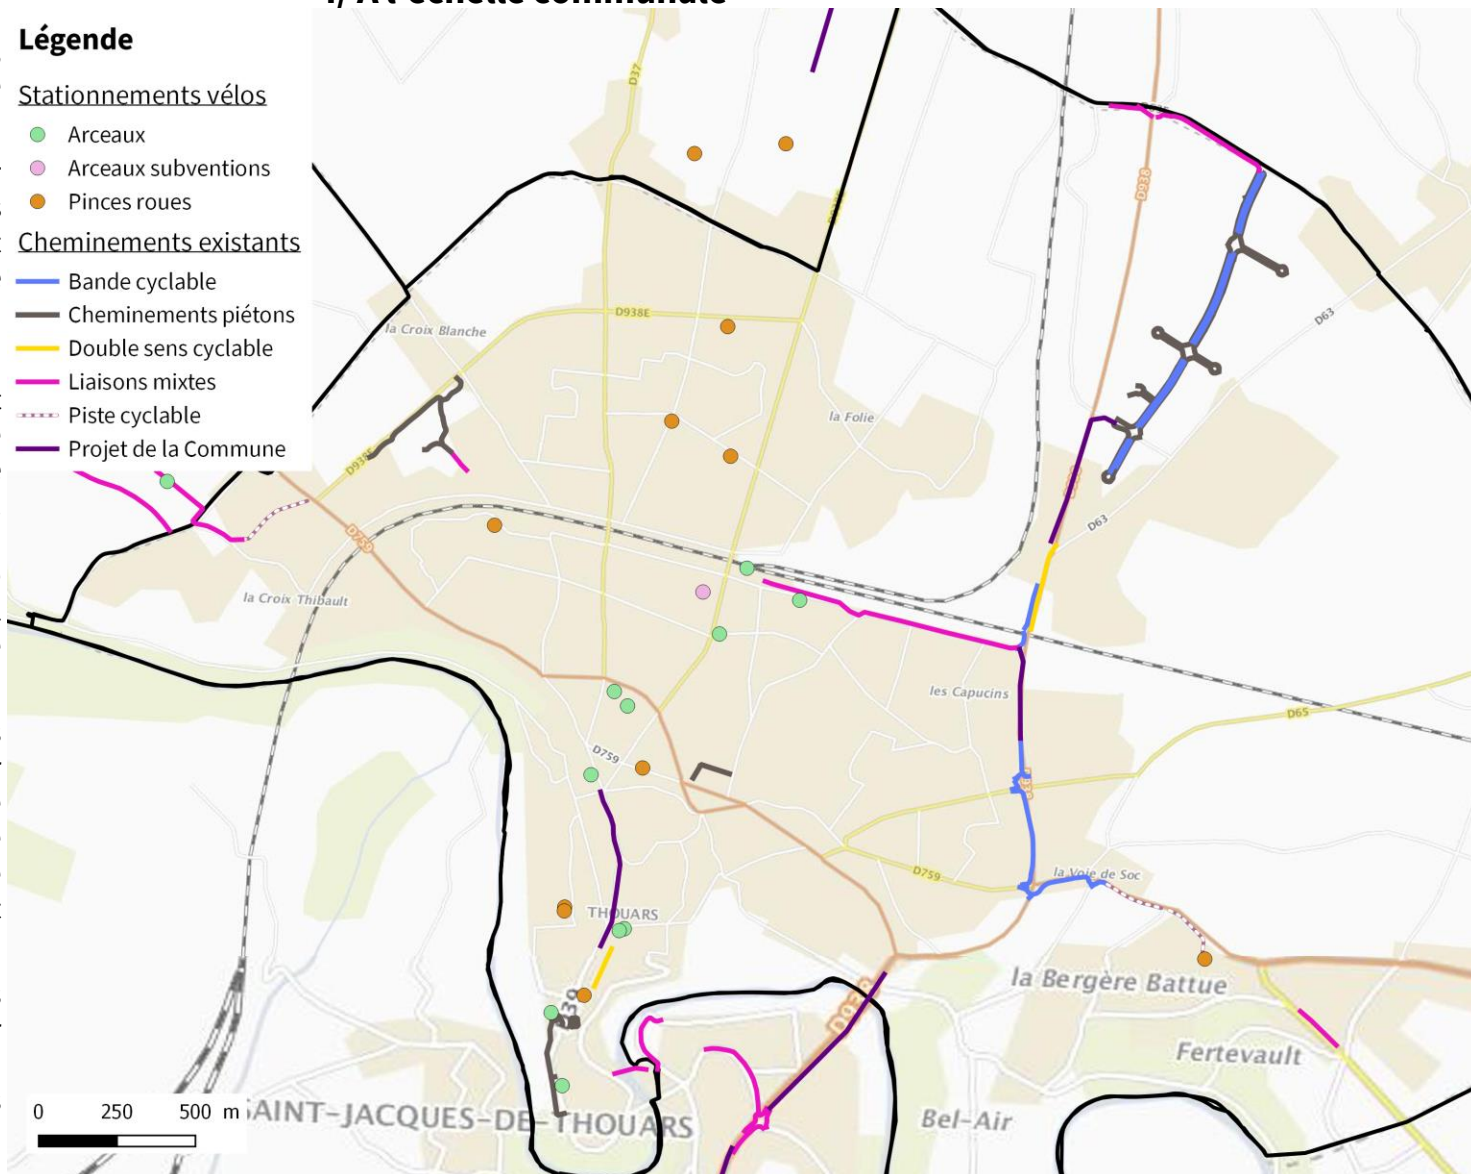 Légende
Stationnements vélos
Arceaux
Arceaux subventions
Pinces roues
Cheminements existants
Bande cyclable
Cheminements piétons
Double sens cyclable
Liaisons mixtes
Piste cyclable
Projet de la Commune
D37
D938
D938E
la Croix Blanche
D63
la Folie
D938E
D63
D759
la Croix Thibault
les Capucins
D65
D759
la Voie de Soc
D759
THOUARS
la Bergère Battue
D938
Fertevault
SAINT-JACQUES-DE-THOUARS
Bel-Air
0 250 500 m